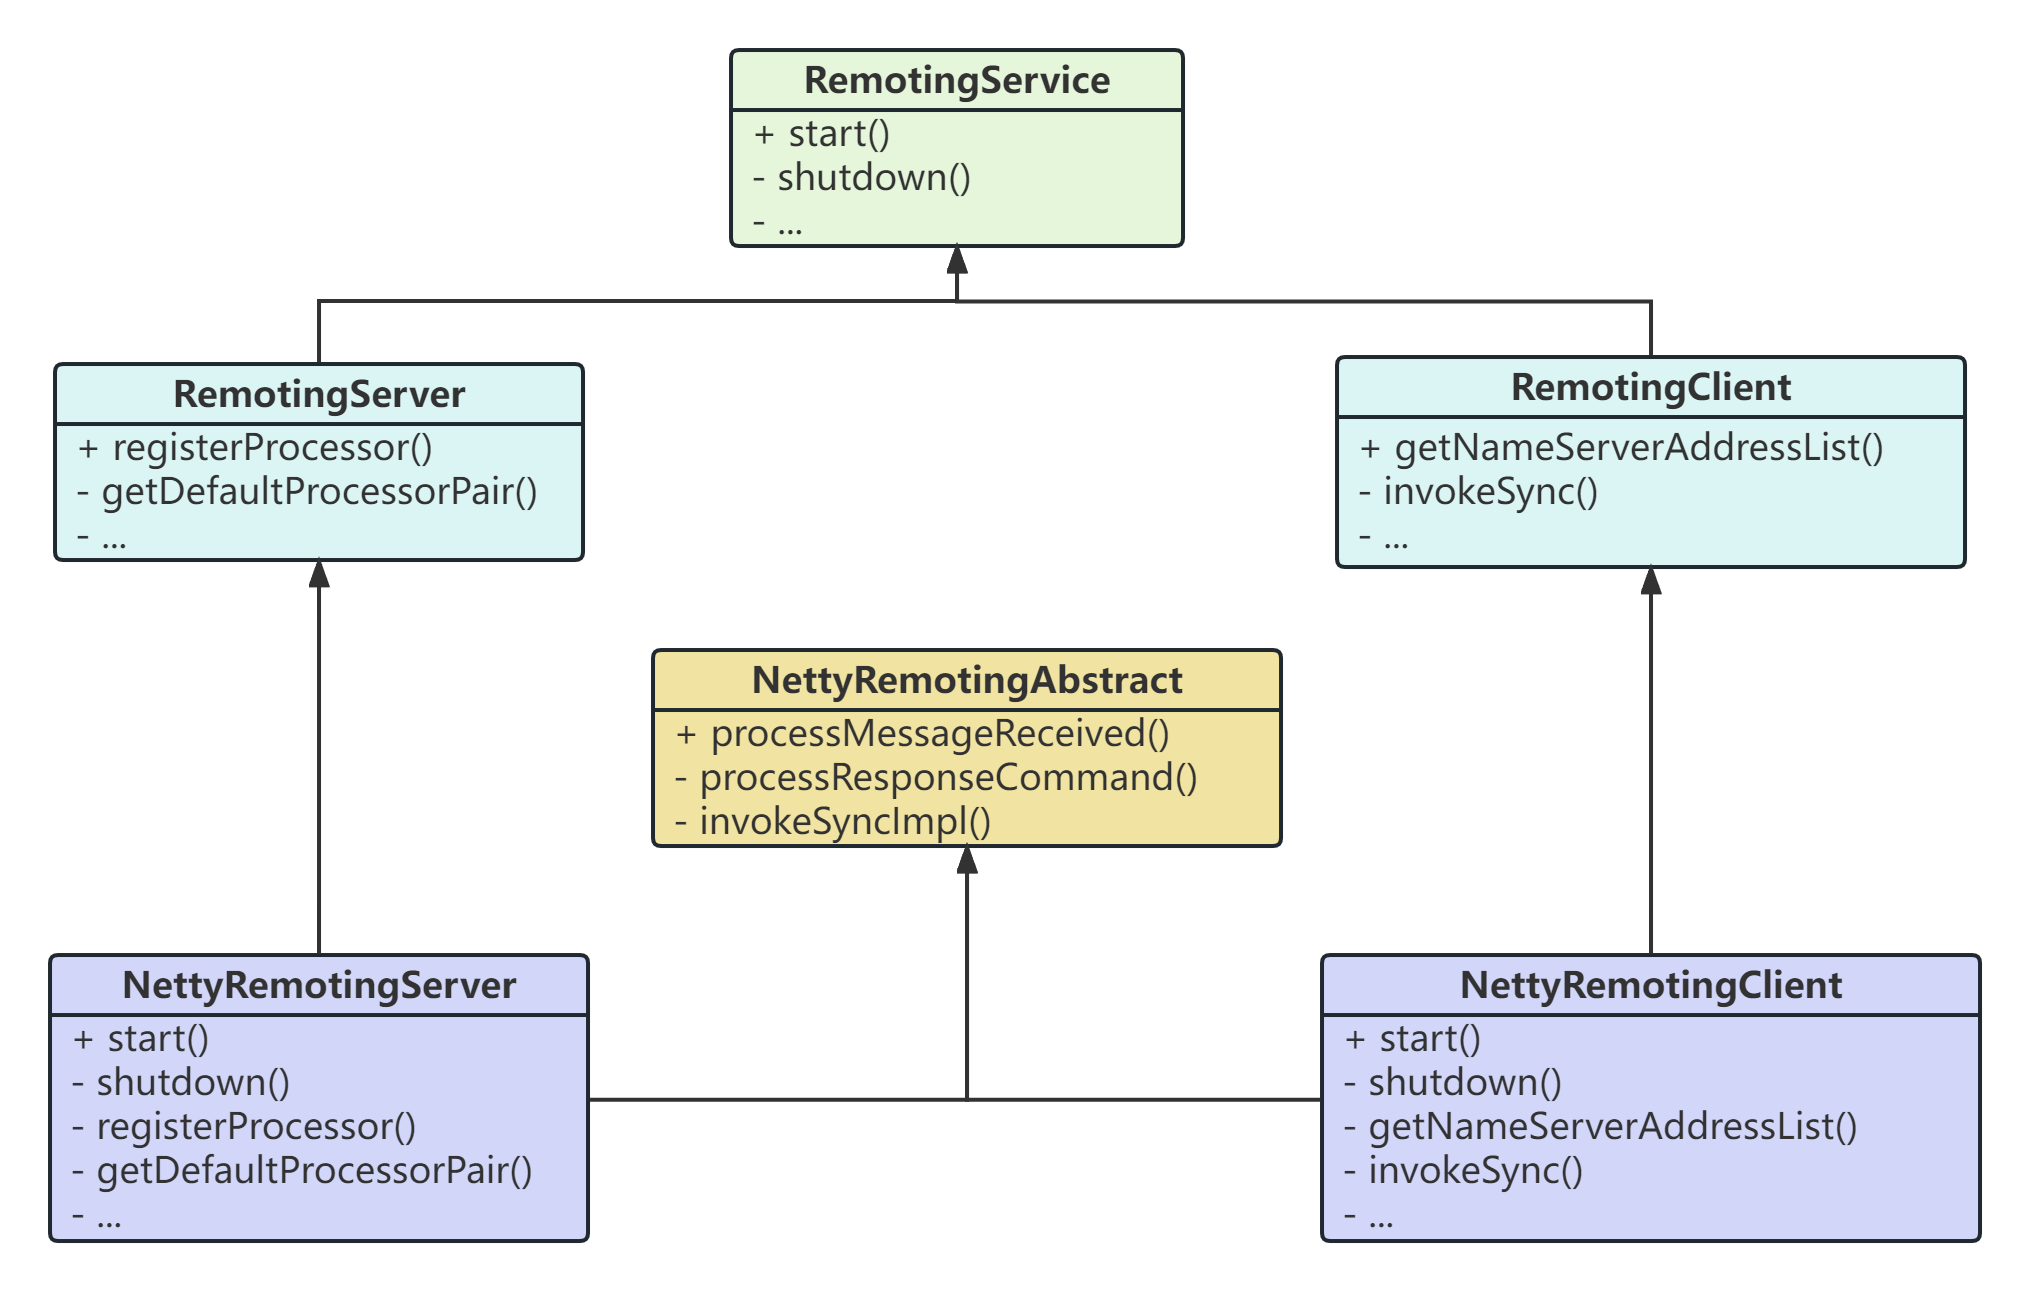 RemotingService
+ start()
- shutdown()
- ...
RemotingServer
+ registerProcessor()
- getDefaultProcessorPair()
- ...
RemotingClient
+ getNameServerAddressList()
- invokeSync()
- ...
NettyRemotingAbstract
+ processMessageReceived()
- processResponseCommand()
- invokeSyncImpl()
NettyRemotingServer
+ start()
- shutdown()
- registerProcessor()
- getDefaultProcessorPair()
- ...
NettyRemotingClient
+ start()
- shutdown()
- getNameServerAddressList()
- invokeSync()
- ...